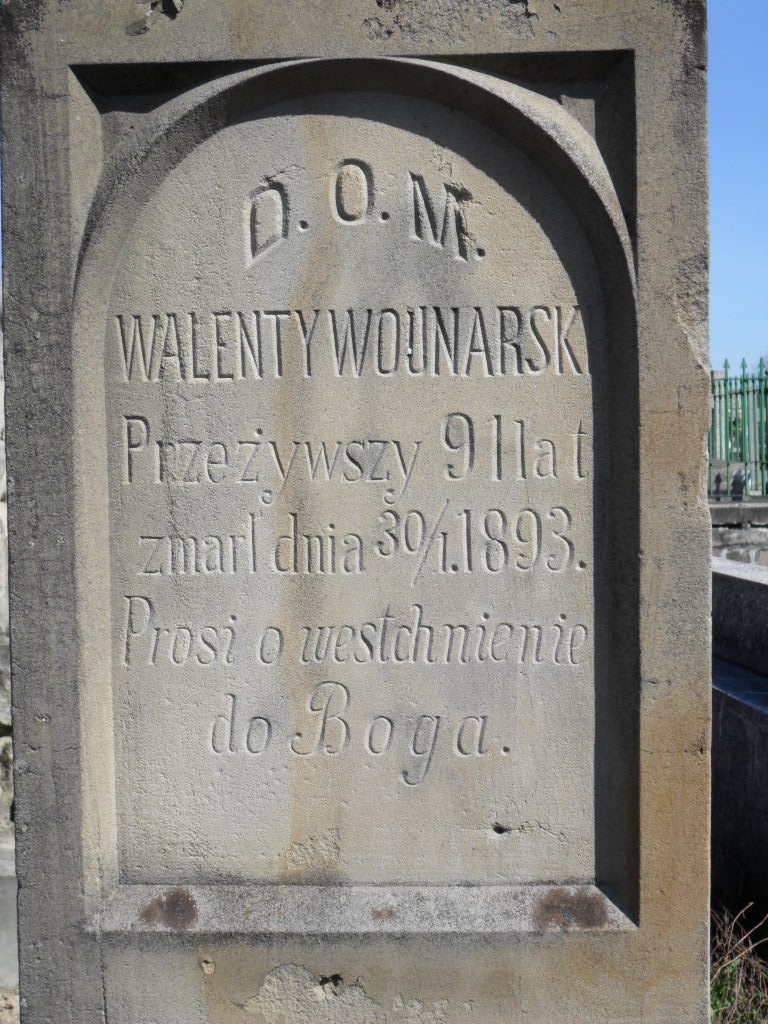 D. O. M.
WALENTY WOJNARSKI
Przeżywszy 91 lat
zmarł dnia 30/1. 1893.
Prosi o westchnienie
do Boga.